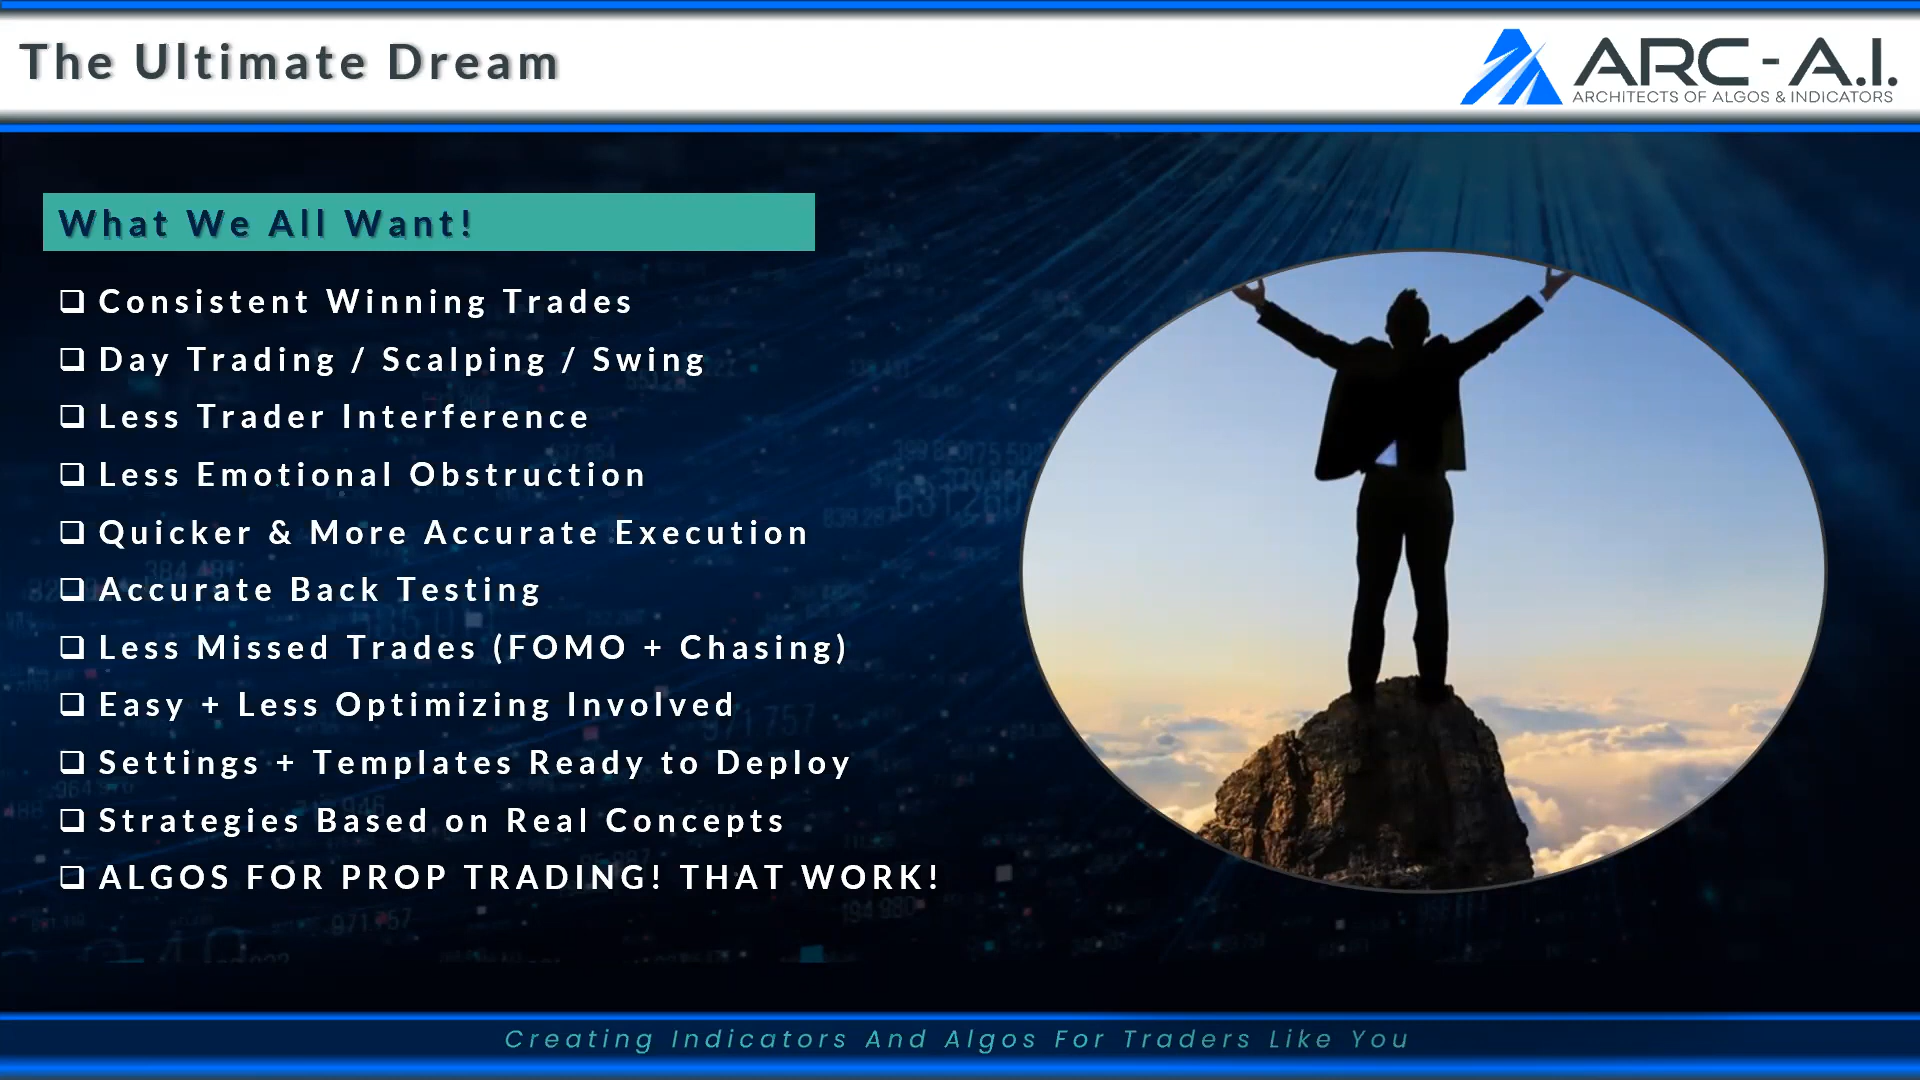 The Ultimate Dream
ARC-A.I.
ARCHITECTS OF ALGOS & INDICATORS
What We All Want!
❑ Consistent Winning Trades
❑ Day Trading / Scalping / Swing
❑ Less Trader Interference
❑ Less Emotional Obstruction
❑ Quicker & More Accurate Execution
❑ Accurate Back Testing
❑ Less Missed Trades (FOMO + Chasing)
❑ Easy + Less Optimizing Involved
❑ Settings + Templates Ready to Deploy
❑ Strategies Based on Real Concepts
❑ ALGOS FOR PROP TRADING! THAT WORK!
971.757
Creating Indicators And Algos For Traders Like You